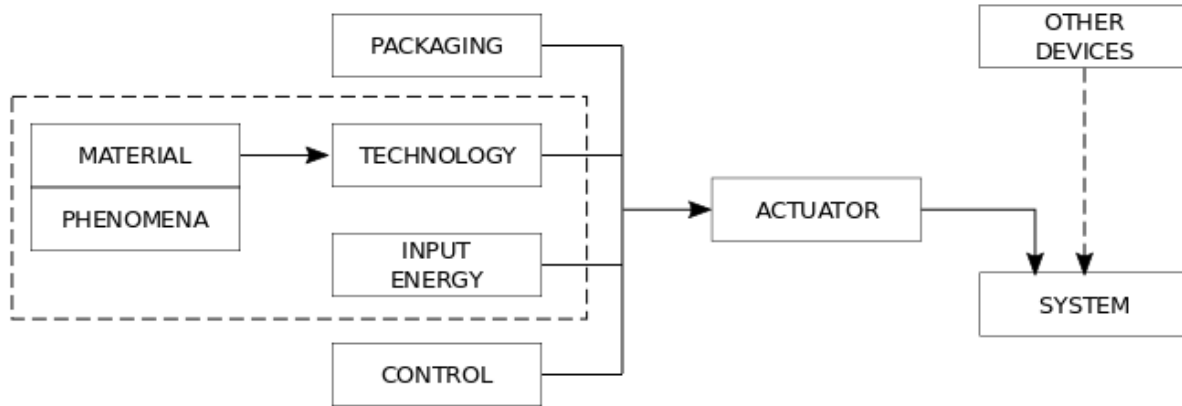 PACKAGING
OTHER
DEVICES
MATERIAL
TECHNOLOGY
PHENOMENA
ACTUATOR
INPUT
ENERGY
SYSTEM
CONTROL